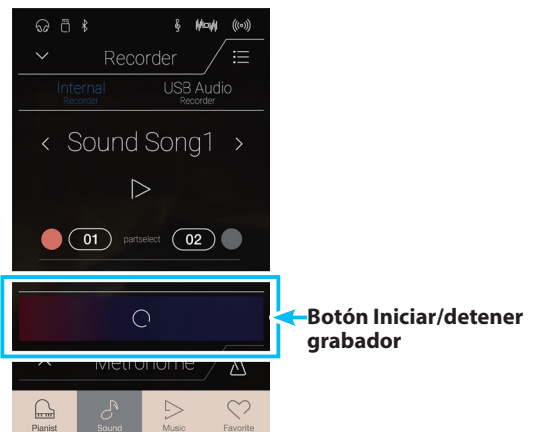 Recorder
Internal
Recorder
USB Audio
Recorder
< Sound Song1 >
01 partselect 02
Botón Iniciar/detener
grabador
Metronome
Pianist Sound Music Favorite